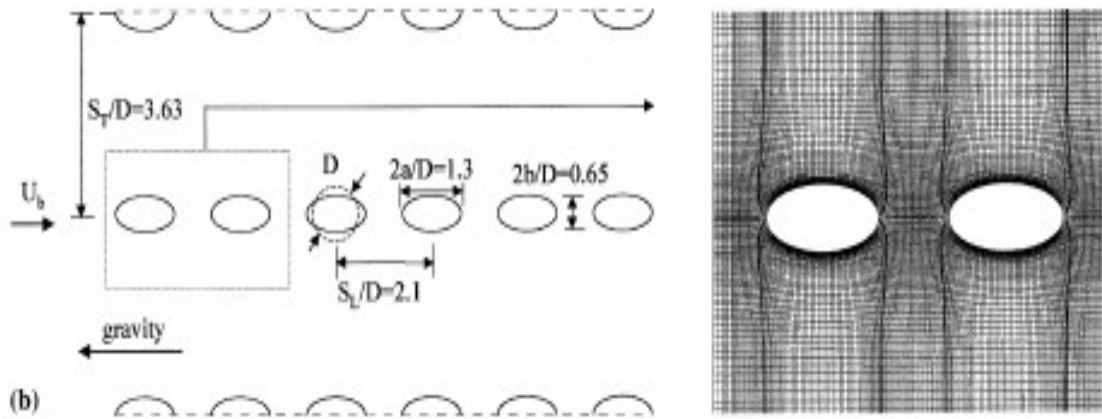 S_T/D=3.63
D
2a/D=1.3
2b/D=0.65
U_b
S_L/D=2.1
gravity
(b)